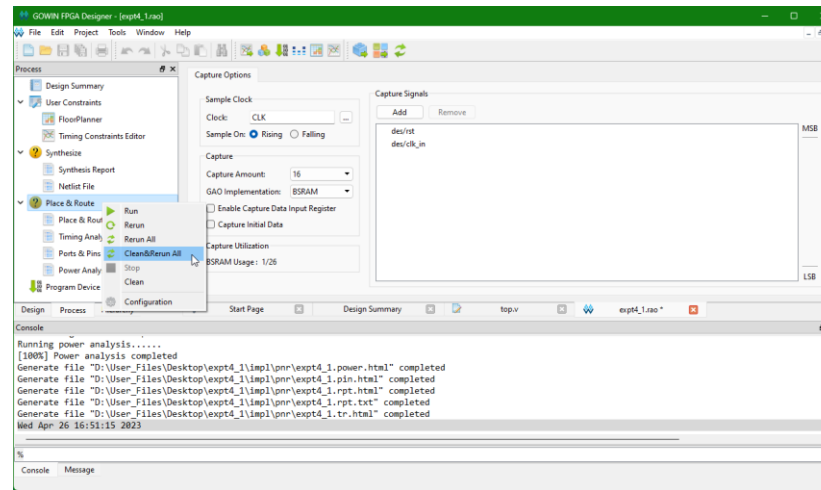 GOWIN FPGA Designer - [expt4_1.rao]
File Edit Project Tools Window Help
Process
Design Summary
User Constraints
FloorPlanner
Timing Constraints Editor
Synthesize
Synthesis Report
Netlist File
Place & Route
Place & Rou
Timing Analy
Ports & Pins
Power Analy
Program Device
Run
Rerun
Rerun All
Clean&Rerun All
Stop
Clean
Configuration
Design Process
Capture Options
Sample Clock
Clock: CLK ...
Sample On: Rising Falling
Capture
Capture Amount: 16
GAO Implementation: BSRAM
Enable Capture Data Input Register
Capture Initial Data
Capture Utilization
BSRAM Usage: 1/26
Capture Signals
Add Remove
des/rst
des/clk_in
MSB
LSB
Start Page Design Summary top.v expt4_1.rao *
Console
Running power analysis......
[100%] Power analysis completed
Generate file "D:\User_Files\Desktop\expt4_1\impl\pnr\expt4_1.power.html" completed
Generate file "D:\User_Files\Desktop\expt4_1\impl\pnr\expt4_1.pin.html" completed
Generate file "D:\User_Files\Desktop\expt4_1\impl\pnr\expt4_1.rpt.html" completed
Generate file "D:\User_Files\Desktop\expt4_1\impl\pnr\expt4_1.rpt.txt" completed
Generate file "D:\User_Files\Desktop\expt4_1\impl\pnr\expt4_1.tr.html" completed
Wed Apr 26 16:51:15 2023
%
Console Message